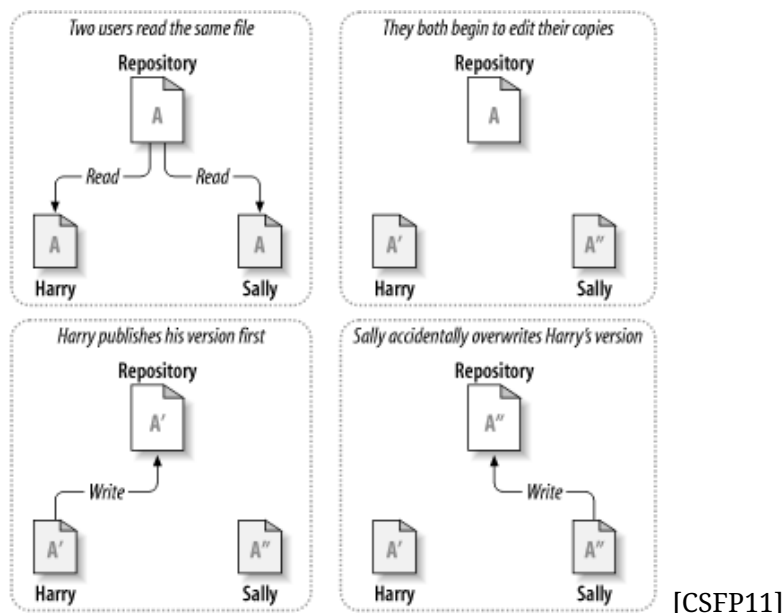 Two users read the same file
Repository
A
Read
Read
A
A
Harry
Sally
They both begin to edit their copies
Repository
A
A′
A″
Harry
Sally
Harry publishes his version first
Repository
A′
Write
A′
A″
Harry
Sally
Sally accidentally overwrites Harry's version
Repository
A″
Write
A′
A″
Harry
Sally
[CSFP11]